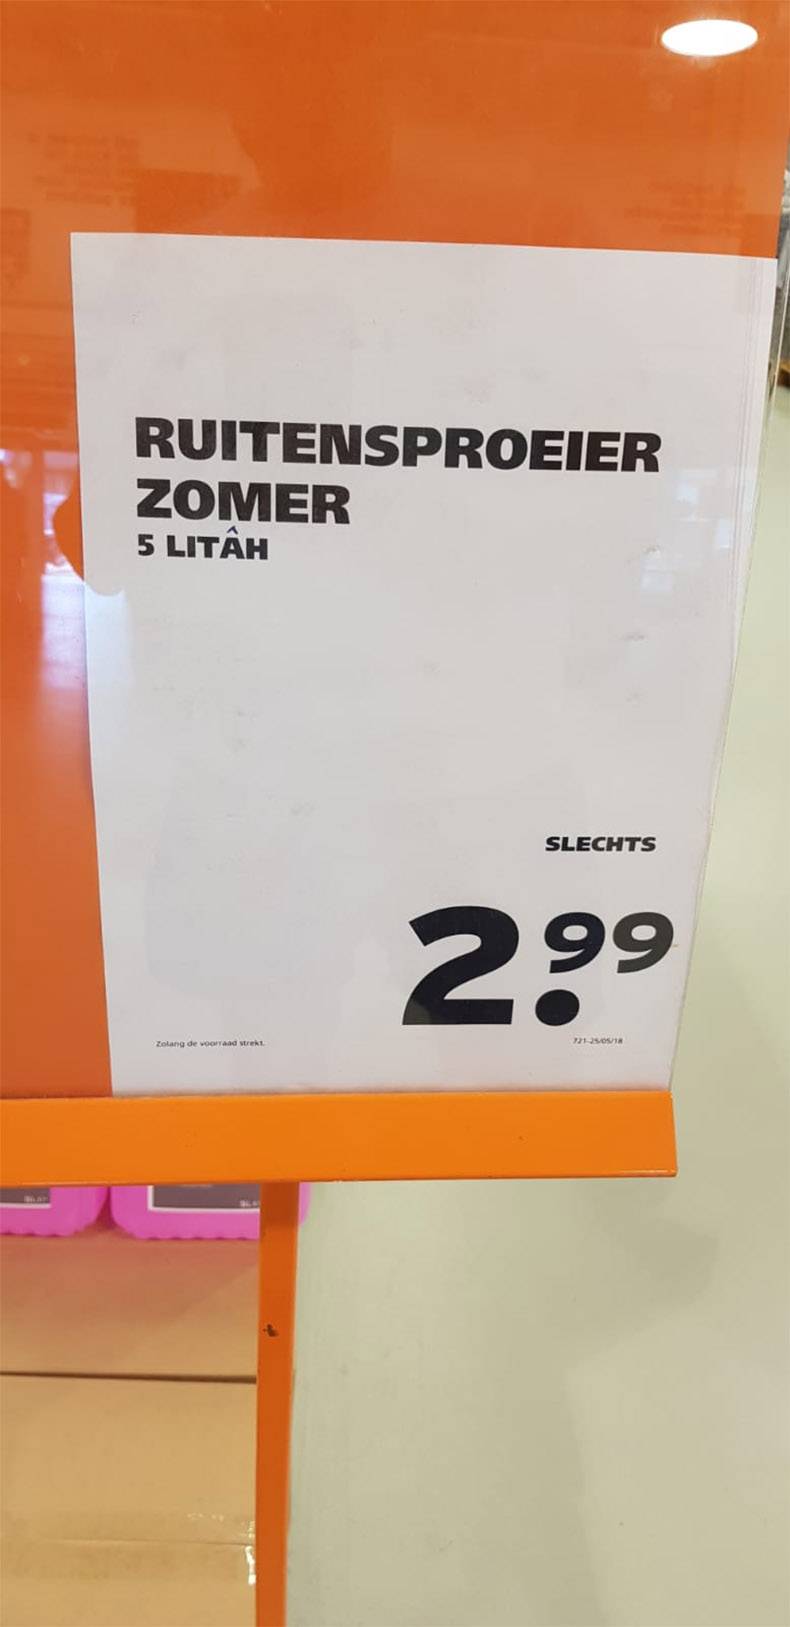 RUITENSPROEIER
ZOMER
5 LITÂH
SLECHTS
2.99
Zolang de voorraad strekt.
721-25/05/18